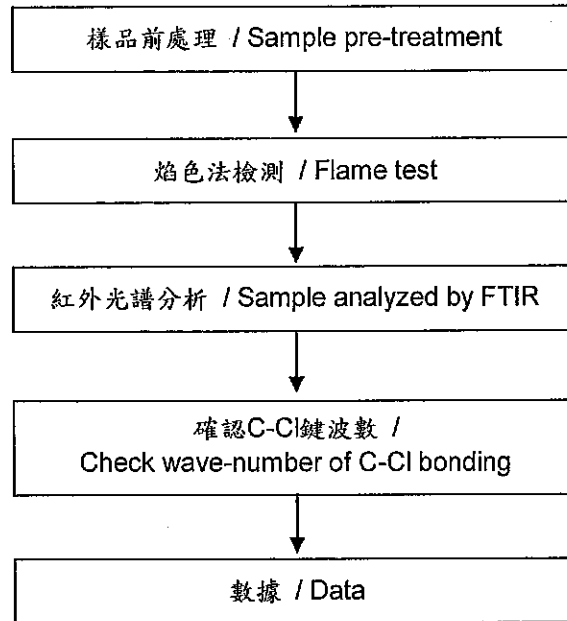 樣品前處理 / Sample pre-treatment
焰色法檢測 / Flame test
紅外光譜分析 / Sample analyzed by FTIR
確認C-Cl鍵波數 /
Check wave-number of C-Cl bonding
數據 / Data